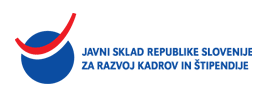 JAVNI SKLAD REPUBLIKE SLOVENIJE
ZA RAZVOJ KADROV IN ŠTIPENDIJE